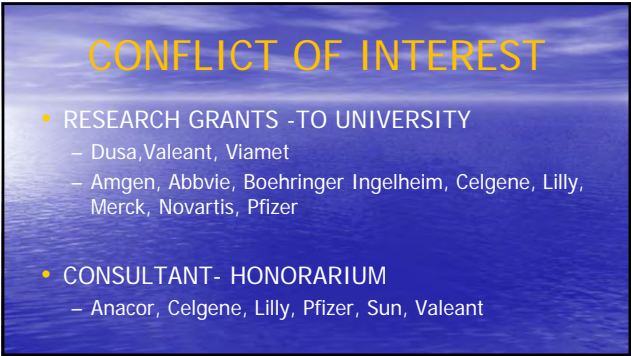 CONFLICT OF INTEREST
• RESEARCH GRANTS -TO UNIVERSITY
– Dusa,Valeant, Viamet
– Amgen, Abbvie, Boehringer Ingelheim, Celgene, Lilly,
Merck, Novartis, Pfizer
• CONSULTANT- HONORARIUM
– Anacor, Celgene, Lilly, Pfizer, Sun, Valeant